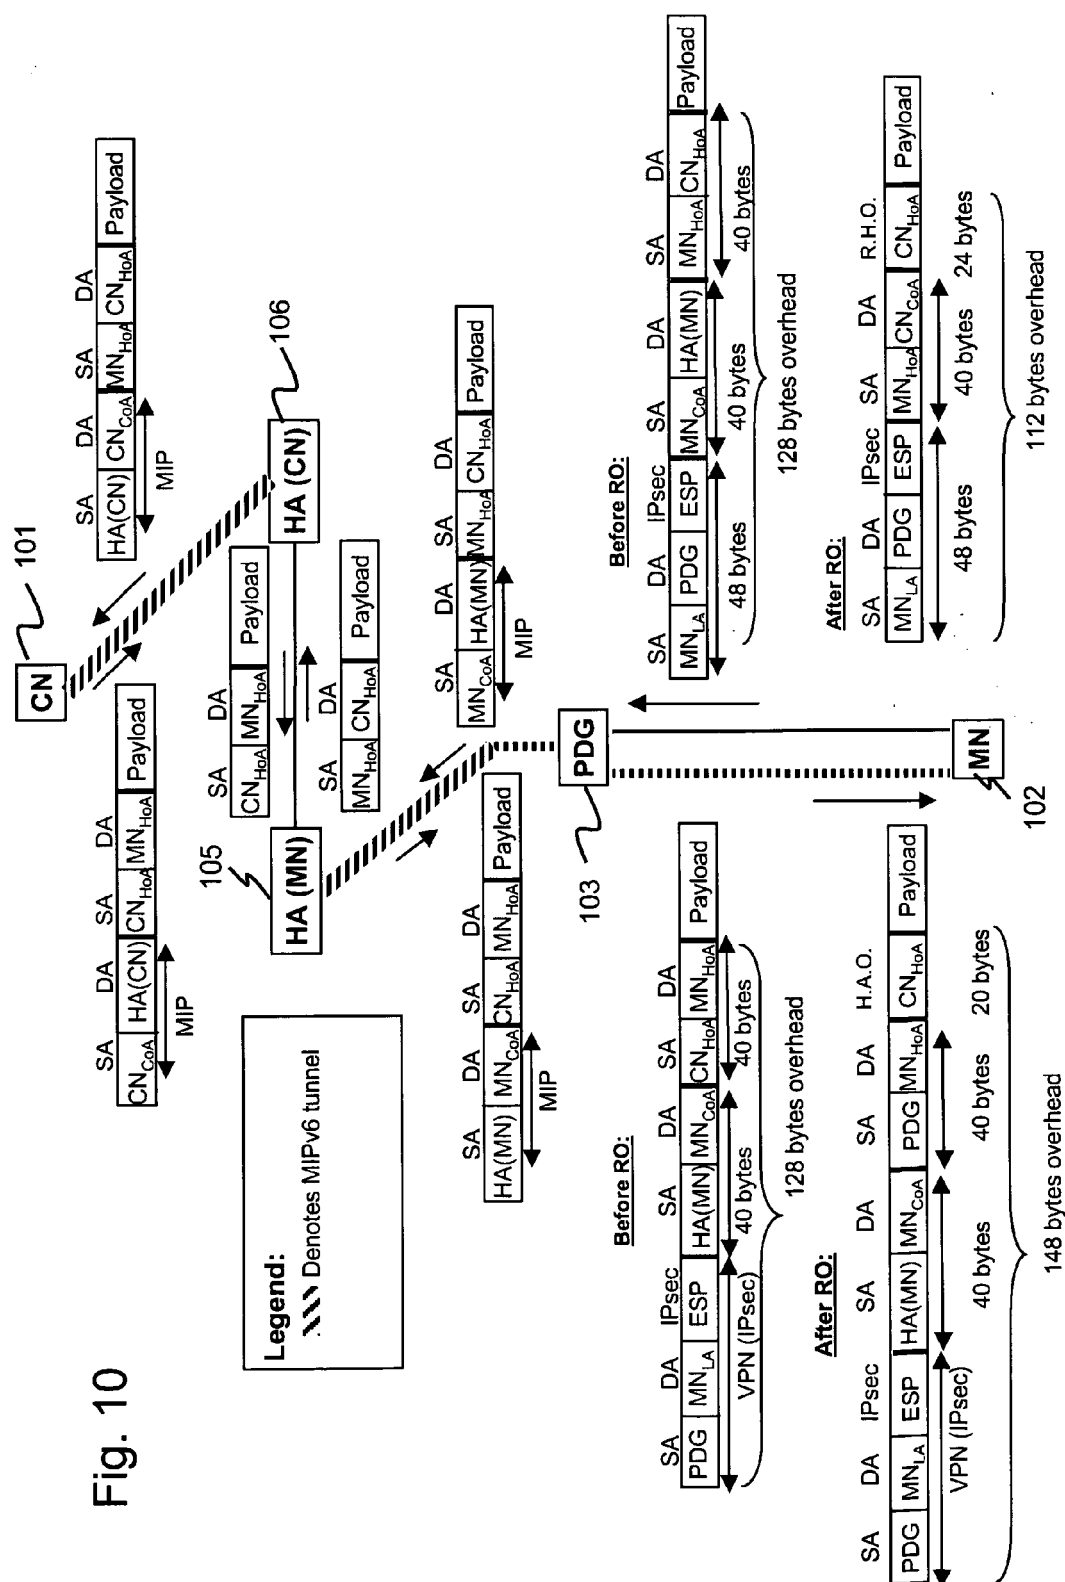 Fig. 10
Legend:
Denotes MIPv6 tunnel
CN
101
SA DA SA DA
CN_CoA HA(CN) CN_HoA MN_HoA Payload
MIP
SA DA SA DA
HA(CN) CN_CoA MN_HoA CN_HoA Payload
MIP
105
HA (MN)
SA DA
CN_HoA MN_HoA Payload
SA DA
MN_HoA CN_HoA Payload
HA (CN)
106
SA DA SA DA
HA(MN) MN_CoA CN_HoA MN_HoA Payload
MIP
SA DA SA DA
MN_CoA HA(MN) MN_HoA CN_HoA Payload
MIP
PDG
103
Before RO:
SA DA IPsec SA DA SA DA
PDG MN_LA ESP HA(MN) MN_CoA CN_HoA MN_HoA Payload
VPN (IPsec) 40 bytes 40 bytes
128 bytes overhead
After RO:
SA DA IPsec SA DA SA DA H.A.O.
PDG MN_LA ESP HA(MN) MN_CoA PDG MN_HoA CN_HoA Payload
VPN (IPsec) 40 bytes 40 bytes 20 bytes
148 bytes overhead
Before RO:
SA DA IPsec SA DA SA DA
MN_LA PDG ESP MN_CoA HA(MN) MN_HoA CN_HoA Payload
48 bytes 40 bytes 40 bytes
128 bytes overhead
After RO:
SA DA IPsec SA DA R.H.O.
MN_LA PDG ESP MN_HoA CN_CoA CN_HoA Payload
48 bytes 40 bytes 24 bytes
112 bytes overhead
MN
102